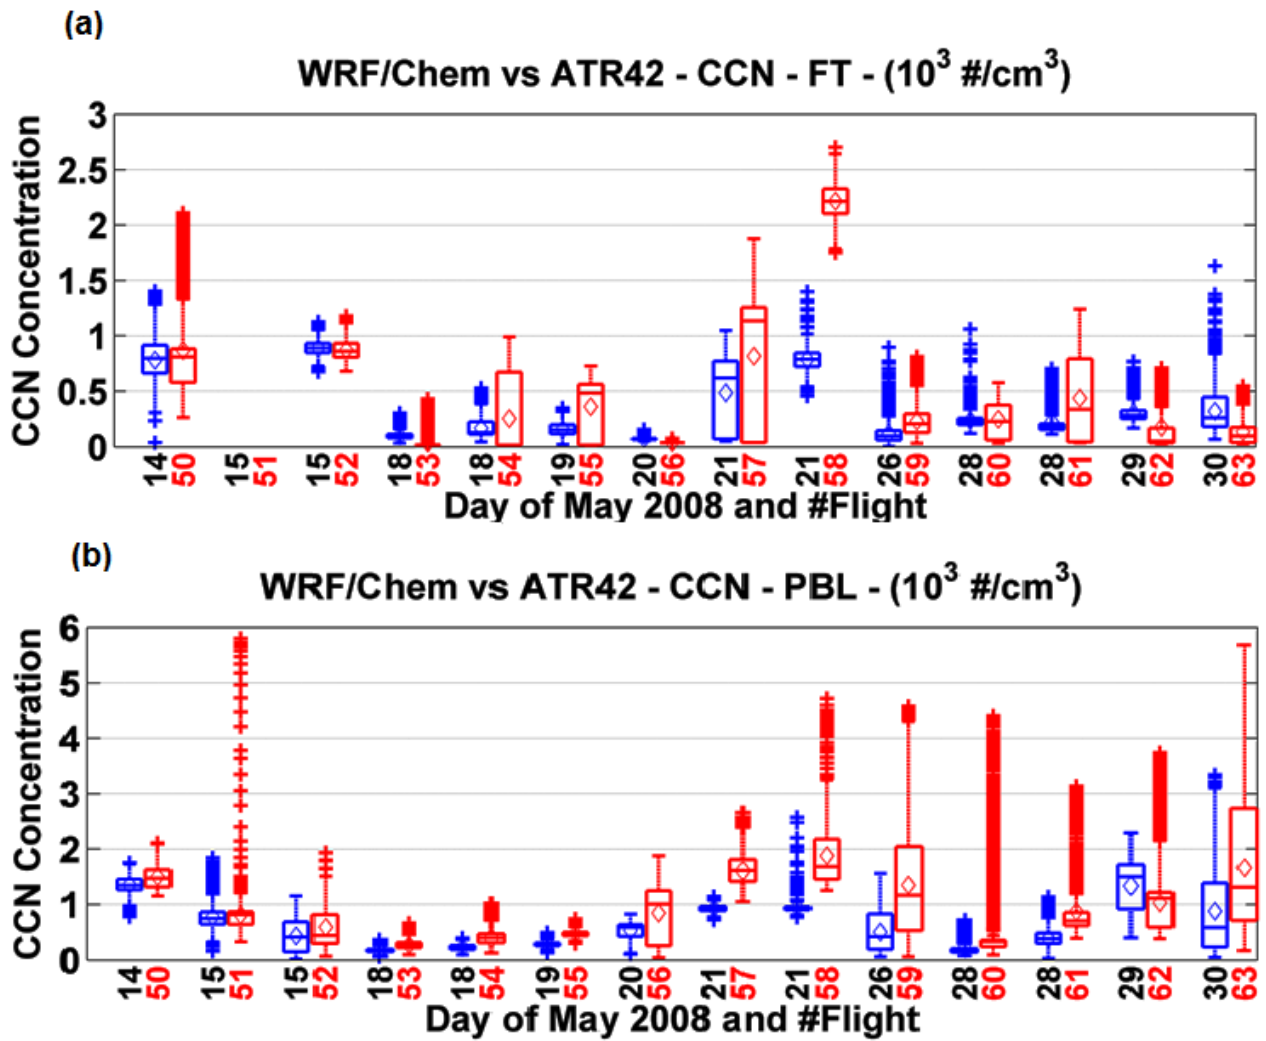 (a)
WRF/Chem vs ATR42 - CCN - FT - (10³ #/cm³)
CCN Concentration
3
2.5
2
1.5
1
0.5
0
14 50 15 51 15 52 18 53 18 54 19 55 20 56 21 57 21 58 26 59 28 60 28 61 29 62 30 63
Day of May 2008 and #Flight
(b)
WRF/Chem vs ATR42 - CCN - PBL - (10³ #/cm³)
CCN Concentration
6
5
4
3
2
1
0
14 50 15 51 15 52 18 53 18 54 19 55 20 56 21 57 21 58 26 59 28 60 28 61 29 62 30 63
Day of May 2008 and #Flight